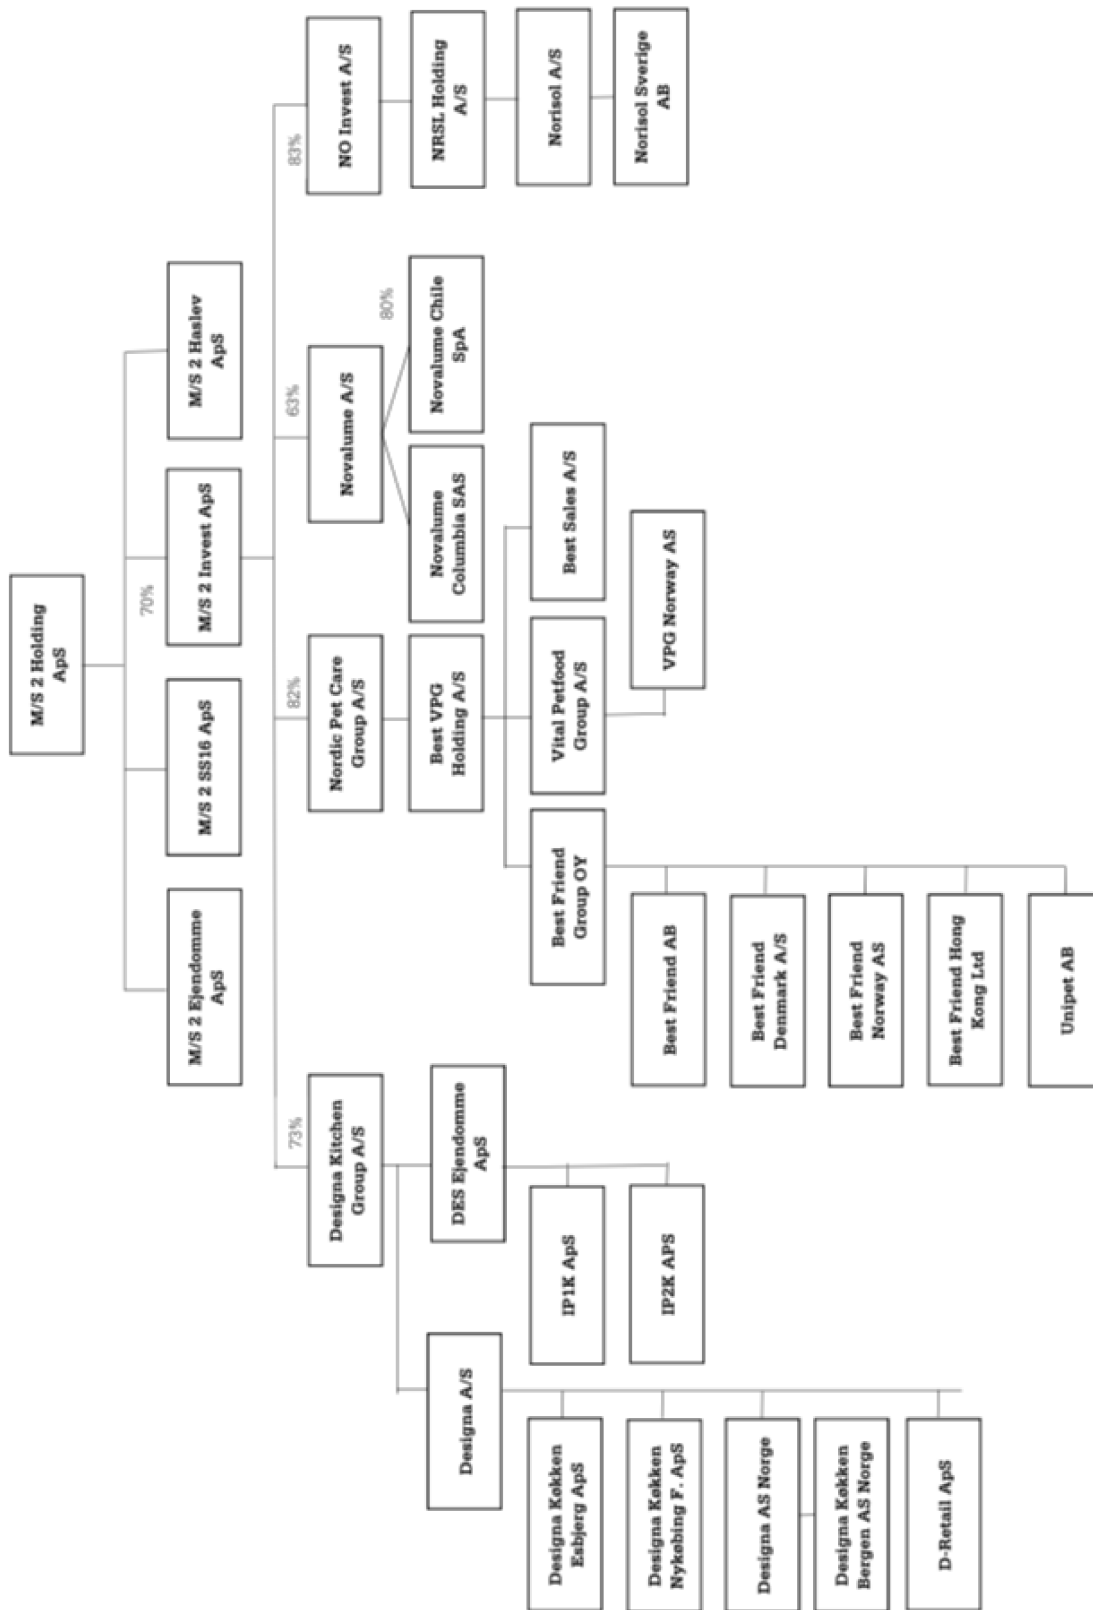 M/S 2 Holding
ApS
70%
M/S 2 Ejendomme
ApS
M/S 2 SS16 ApS
M/S 2 Invest ApS
M/S 2 Haslev
ApS
73%
82%
63%
83%
Designa Kitchen
Group A/S
Nordic Pet Care
Group A/S
Novalume A/S
NO Invest A/S
80%
Designa A/S
DES Ejendomme
ApS
Best VPG
Holding A/S
Novalume
Columbia SAS
Novalume Chile
SpA
NRSL Holding
A/S
Designa Køkken
Esbjerg ApS
IP1K ApS
Best Friend
Group OY
Vital Petfood
Group A/S
Best Sales A/S
Norisol A/S
Designa Køkken
Nykøbing F. ApS
IP2K APS
Best Friend AB
VPG Norway AS
Norisol Sverige
AB
Designa AS Norge
Best Friend
Denmark A/S
Designa Køkken
Bergen AS Norge
Best Friend
Norway AS
D-Retail ApS
Best Friend Hong
Kong Ltd
Unipet AB